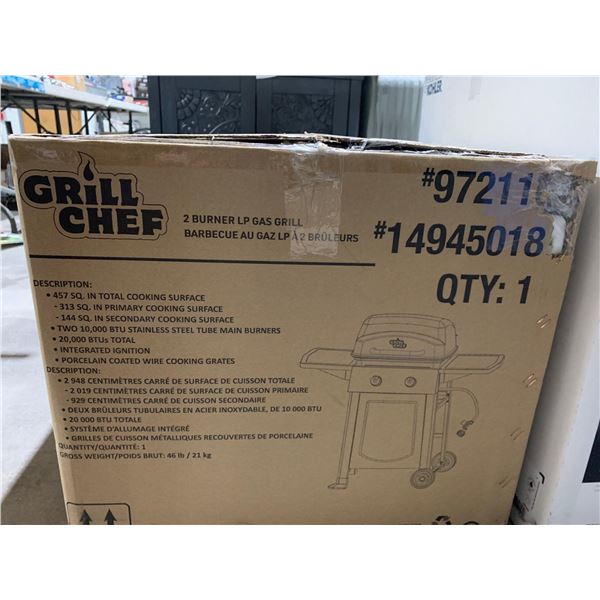 KOHLER
GRILL
CHEF
2 BURNER LP GAS GRILL
BARBECUE AU GAZ LP À 2 BRÛLEURS
#97211
#14945018
QTY: 1
DESCRIPTION:
• 457 SQ. IN TOTAL COOKING SURFACE
- 313 SQ. IN PRIMARY COOKING SURFACE
- 144 SQ. IN SECONDARY COOKING SURFACE
• TWO 10,000 BTU STAINLESS STEEL TUBE MAIN BURNERS
• 20,000 BTUs TOTAL
• INTEGRATED IGNITION
• PORCELAIN COATED WIRE COOKING GRATES
DESCRIPTION:
• 2 948 CENTIMÈTRES CARRÉ DE SURFACE DE CUISSON TOTALE
- 2 019 CENTIMÈTRES CARRÉ DE SURFACE DE CUISSON PRIMAIRE
- 929 CENTIMÈTRES CARRÉ DE CUISSON SECONDAIRE
• DEUX BRÛLEURS TUBULAIRES EN ACIER INOXYDABLE, DE 10 000 BTU
• 20 000 BTU TOTALE
• SYSTÈME D'ALLUMAGE INTÉGRÉ
• GRILLES DE CUISSON MÉTALLIQUES RECOUVERTES DE PORCELAINE
QUANTITY/QUANTITÉ: 1
GROSS WEIGHT/POIDS BRUT: 46 lb / 21 kg
GRILL
CHEF